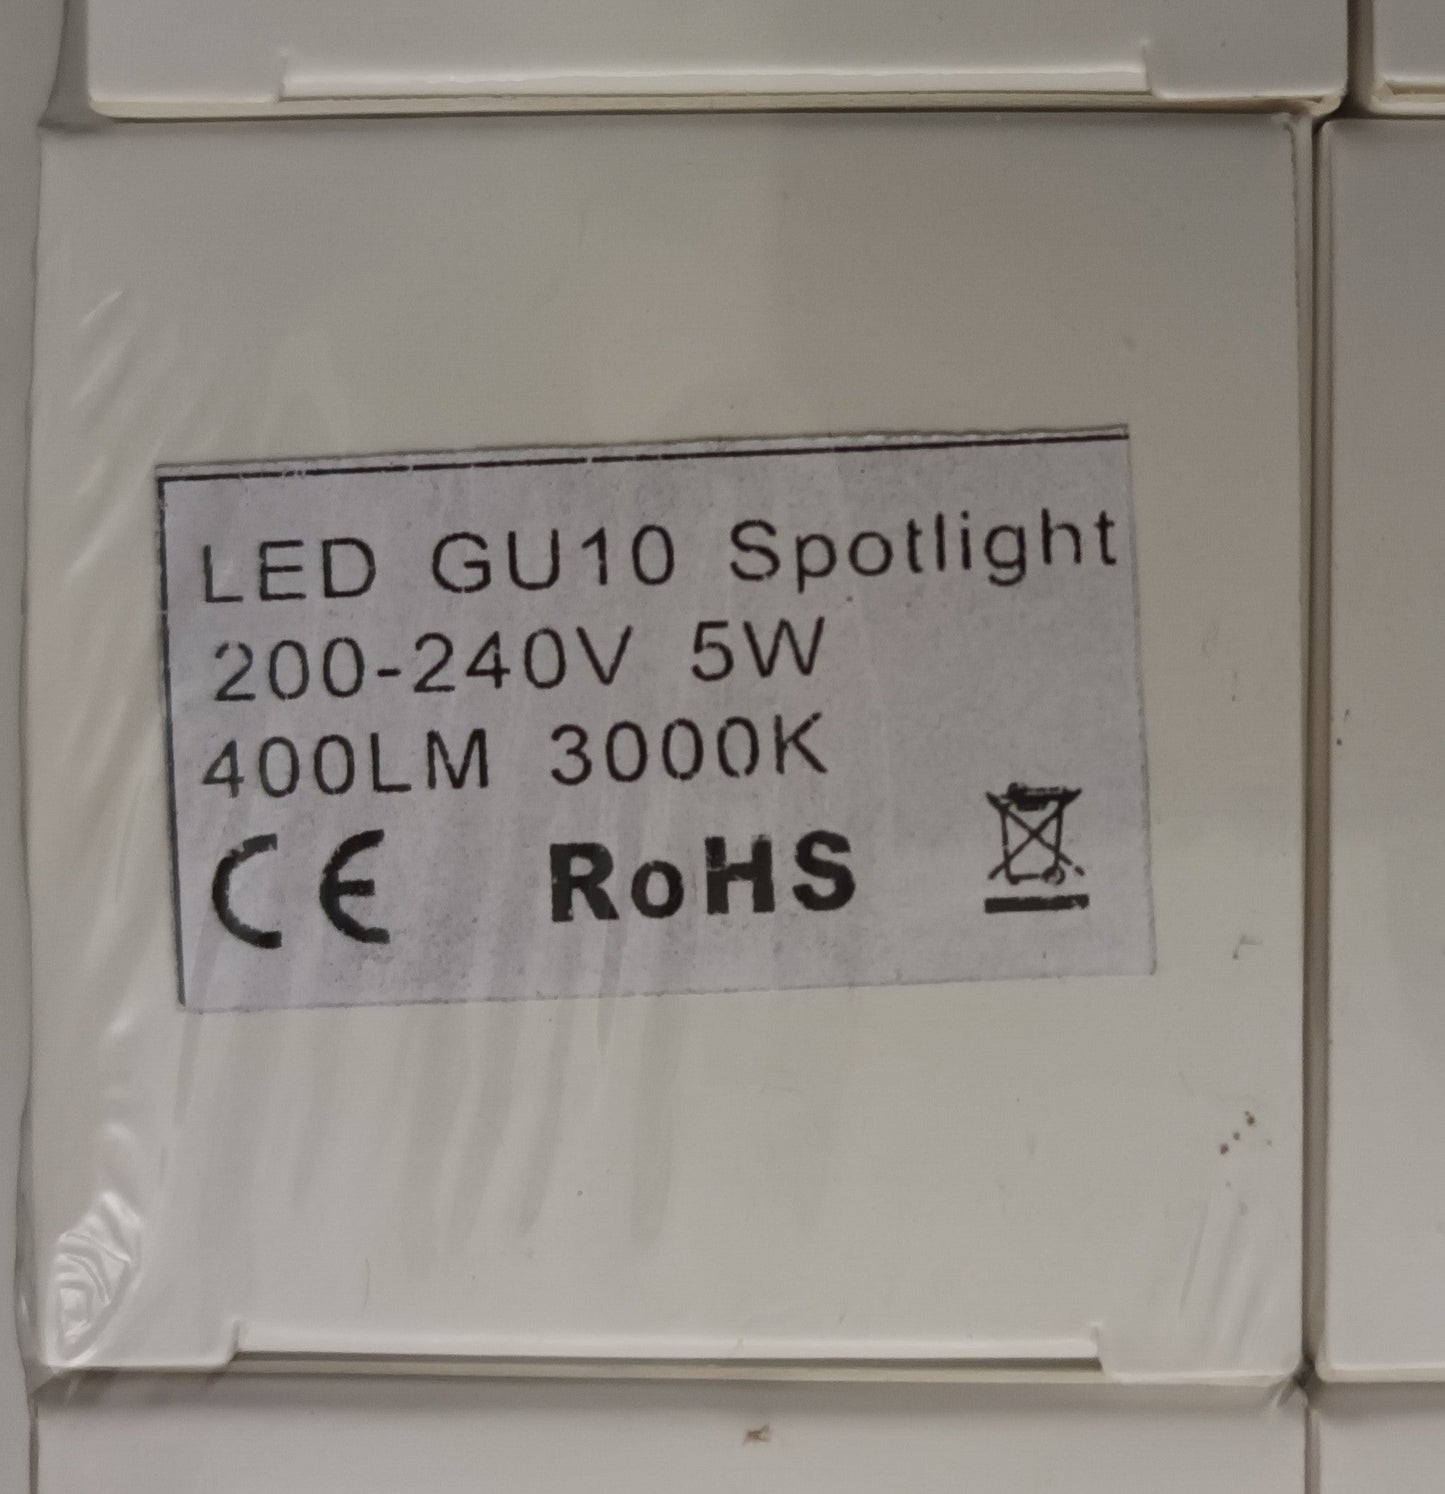 LED GU10 Spotlight
200-240V 5W
400LM 3000K
CE RoHS